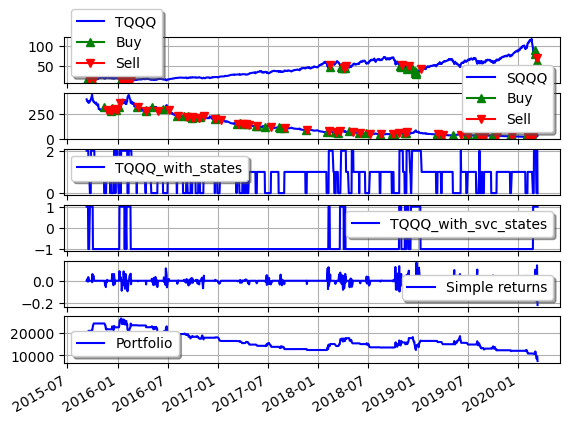 TQQQ
Buy
Sell
100
50
SQQQ
Buy
Sell
250
0
2
TQQQ_with_states
0
1
0
TQQQ_with_svc_states
−1
0.0
Simple returns
−0.2
20000
Portfolio
10000
2015-07
2016-01
2016-07
2017-01
2017-07
2018-01
2018-07
2019-01
2019-07
2020-01